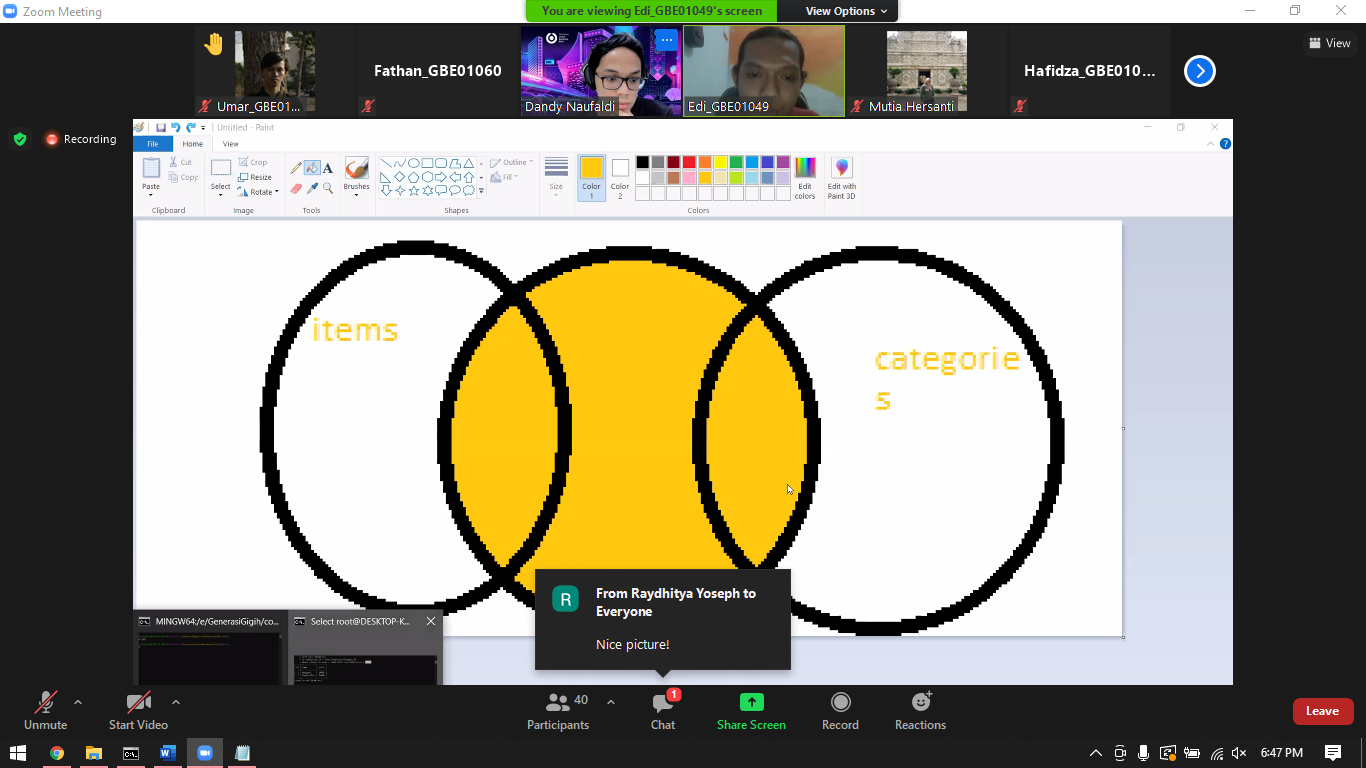 Zoom Meeting
You are viewing Edi_GBE01049's screen
View Options
Umar_GBE01...
Fathan_GBE01060
Dandy Naufaldi
Edi_GBE01049
Mutia Hersanti
Hafidza_GBE010...
View
Recording
Untitled - Paint
File
Home
View
Paste
Cut
Copy
Clipboard
Select
Crop
Resize
Rotate
Image
A
Tools
Brushes
Shapes
Outline
Fill
Size
Color
1
Color
2
Colors
Edit
colors
Edit with
Paint 3D
items
categorie
s
From Raydhitya Yoseph to
Everyone
R
Nice picture!
MINGW64:/e/GenerasiGigih/co...
Select root@DESKTOP-K...
Unmute
Start Video
Participants
40
Chat
1
Share Screen
Record
Reactions
Leave
6:47 PM